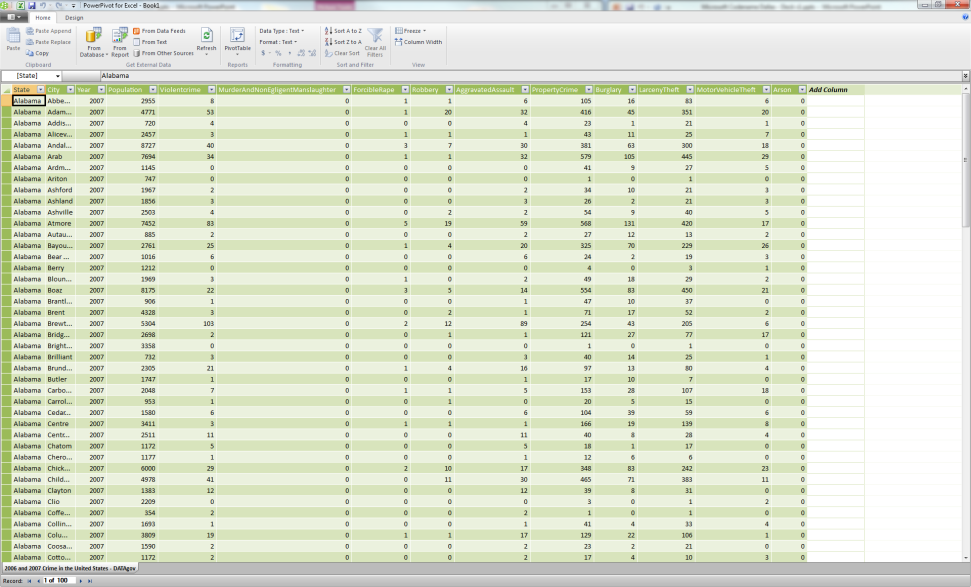 PowerPivot for Excel - Book1
Home Design
Paste Paste Append Paste Replace Copy
Clipboard
From Database From Report From Data Feeds From Text From Other Sources Refresh
Get External Data
PivotTable
Reports
Data Type : Text Format : Text $ - % ,
Formatting
Sort A to Z Sort Z to A Clear Sort Clear All Filters
Sort and Filter
Freeze Column Width
View
[State] Alabama
State City Year Population Violentcrime MurderAndNonEgligentManslaughter ForcibleRape Robbery AggravatedAssault PropertyCrime Burglary LarcenyTheft MotorVehicleTheft Arson Add Column
Alabama Abbe... 2007 2955 8 0 1 1 6 105 16 83 6 0
Alabama Adam... 2007 4771 53 0 1 20 32 416 45 351 20 0
Alabama Addis... 2007 720 4 0 0 0 4 23 1 21 1 0
Alabama Alicev... 2007 2457 3 0 1 1 1 43 11 25 7 0
Alabama Andal... 2007 8727 40 0 3 7 30 381 63 300 18 0
Alabama Arab 2007 7694 34 0 1 1 32 579 105 445 29 0
Alabama Ardm... 2007 1145 0 0 0 0 0 41 9 27 5 0
Alabama Ariton 2007 747 0 0 0 0 0 1 0 1 0 0
Alabama Ashford 2007 1967 2 0 0 0 2 34 10 21 3 0
Alabama Ashland 2007 1856 3 0 0 0 3 26 2 21 3 0
Alabama Ashville 2007 2503 4 0 0 2 2 54 9 40 5 0
Alabama Atmore 2007 7452 83 0 5 19 59 568 131 420 17 0
Alabama Autau... 2007 885 2 0 0 0 2 27 12 13 2 0
Alabama Bayou... 2007 2761 25 0 1 4 20 325 70 229 26 0
Alabama Bear ... 2007 1016 6 0 0 0 6 24 2 19 3 0
Alabama Berry 2007 1212 0 0 0 0 0 4 0 3 1 0
Alabama Bloun... 2007 1969 3 0 1 0 2 49 18 29 2 0
Alabama Boaz 2007 8175 22 0 3 5 14 554 83 450 21 0
Alabama Brantl... 2007 906 1 0 0 0 1 47 10 37 0 0
Alabama Brent 2007 4328 3 0 0 2 1 71 17 52 2 0
Alabama Brewt... 2007 5304 103 0 2 12 89 254 43 205 6 0
Alabama Bridg... 2007 2698 2 0 0 1 1 121 27 77 17 0
Alabama Bright... 2007 3358 0 0 0 0 0 1 0 1 0 0
Alabama Brilliant 2007 732 3 0 0 0 3 40 14 25 1 0
Alabama Brund... 2007 2305 21 0 1 4 16 97 13 80 4 0
Alabama Butler 2007 1747 1 0 0 0 1 17 10 7 0 0
Alabama Carbo... 2007 2048 7 0 1 1 5 153 28 107 18 0
Alabama Carrol... 2007 953 1 0 0 1 0 20 5 15 0 0
Alabama Cedar... 2007 1580 6 0 0 0 6 104 39 59 6 0
Alabama Centre 2007 3411 3 0 1 1 1 166 19 139 8 0
Alabama Centr... 2007 2511 11 0 0 0 11 40 8 28 4 0
Alabama Chatom 2007 1172 5 0 0 0 5 18 1 17 0 0
Alabama Chero... 2007 1177 1 0 0 0 1 12 6 6 0 0
Alabama Chick... 2007 6000 29 0 2 10 17 348 83 242 23 0
Alabama Child... 2007 4978 41 0 0 11 30 465 71 383 11 0
Alabama Clayton 2007 1383 12 0 0 0 12 39 8 31 0 0
Alabama Clio 2007 2209 0 0 0 0 0 3 0 1 2 0
Alabama Coffe... 2007 354 2 0 0 0 2 1 0 1 0 0
Alabama Collin... 2007 1693 1 0 0 0 1 41 4 33 4 0
Alabama Colu... 2007 3809 19 0 1 1 17 129 22 106 1 0
Alabama Coosa... 2007 1590 2 0 0 0 2 23 2 21 0 0
Alabama Cotto... 2007 1172 2 0 0 0 2 17 4 10 3 0
2006 and 2007 Crime in the United States - DATAgov
Record: 1 of 100